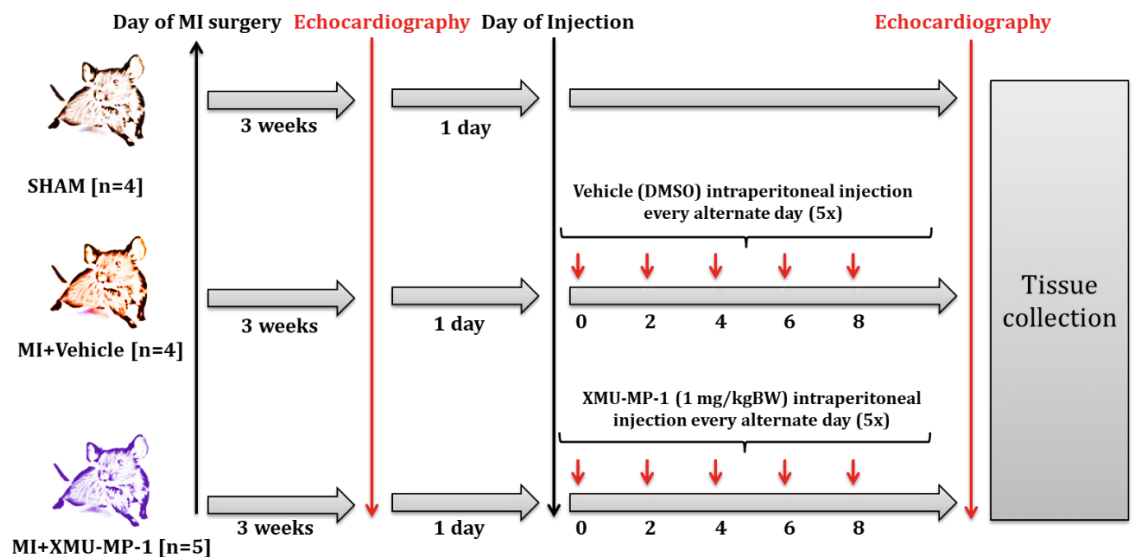 Day of MI surgery
Echocardiography
Day of Injection
Echocardiography
3 weeks
1 day
SHAM [n=4]
Vehicle (DMSO) intraperitoneal injection
every alternate day (5x)
3 weeks
1 day
0 2 4 6 8
MI+Vehicle [n=4]
Tissue
collection
XMU-MP-1 (1 mg/kgBW) intraperitoneal
injection every alternate day (5x)
3 weeks
1 day
0 2 4 6 8
MI+XMU-MP-1 [n=5]